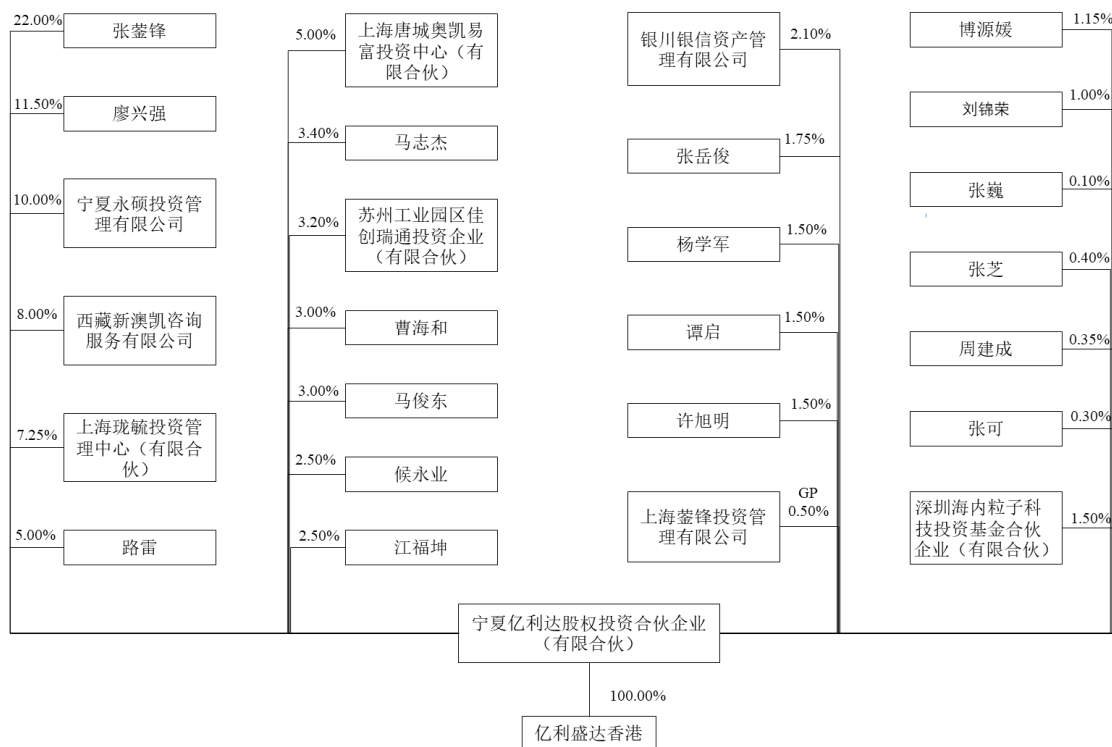 22.00%
张蓥锋
11.50%
廖兴强
10.00%
宁夏永硕投资管
理有限公司
8.00%
西藏新澳凯咨询
服务有限公司
7.25%
上海珑毓投资管
理中心（有限合
伙）
5.00%
路雷
5.00%
上海唐城奥凯易
富投资中心（有
限合伙）
3.40%
马志杰
3.20%
苏州工业园区佳
创瑞通投资企业
（有限合伙）
3.00%
曹海和
3.00%
马俊东
2.50%
候永业
2.50%
江福坤
银川银信资产管
理有限公司
2.10%
张岳俊
1.75%
杨学军
1.50%
谭启
1.50%
许旭明
1.50%
上海蓥锋投资管
理有限公司
GP
0.50%
博源媛
1.15%
刘锦荣
1.00%
张巍
0.10%
张芝
0.40%
周建成
0.35%
张可
0.30%
深圳海内粒子科
技投资基金合伙
企业（有限合伙）
1.50%
宁夏亿利达股权投资合伙企业
（有限合伙）
100.00%
亿利盛达香港